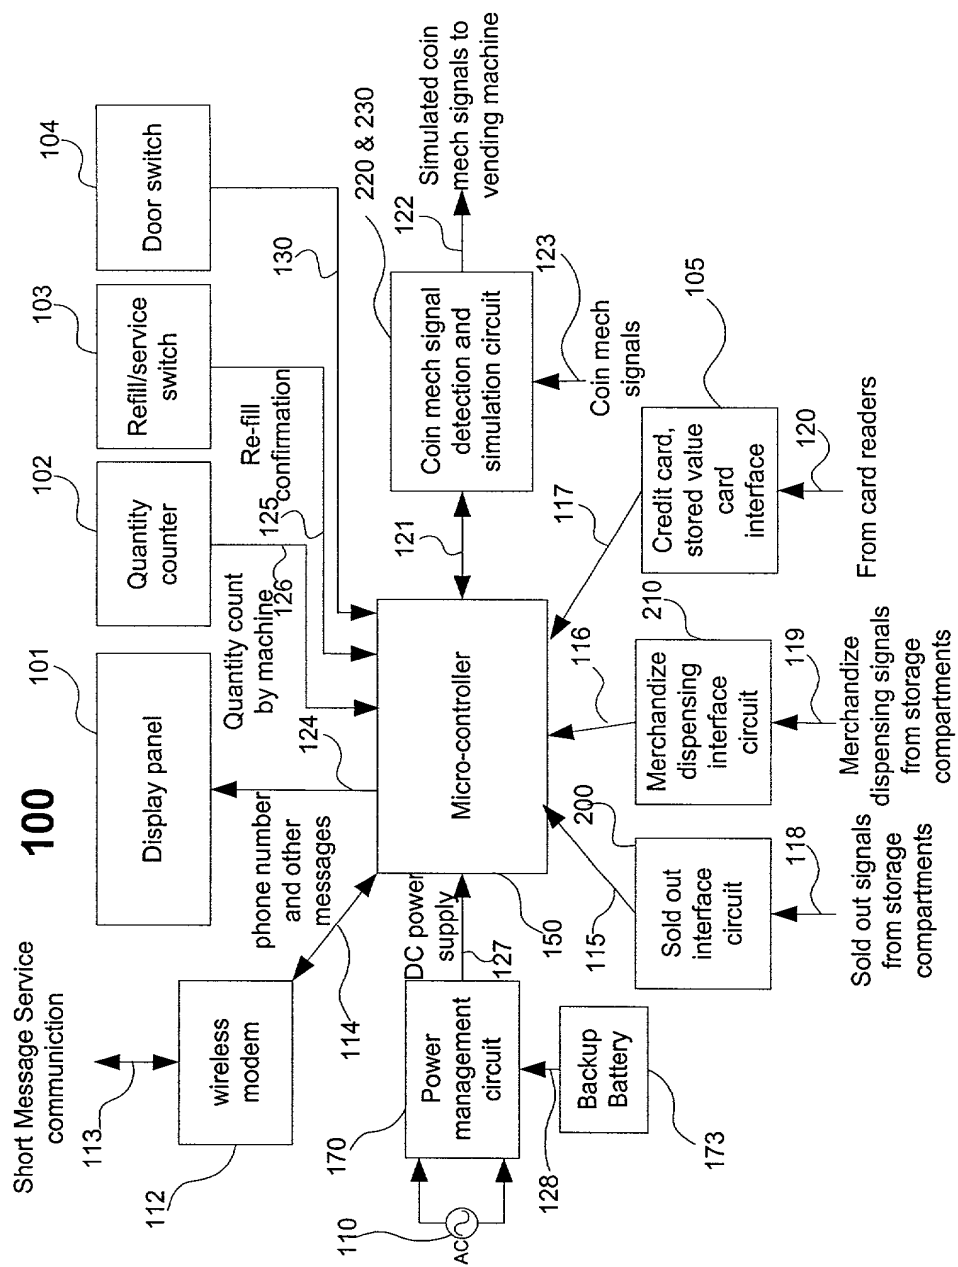 100
Short Message Service
communiction
113
wireless
modem
112
114
phone number
and other
messages
124
Display panel
101
Quantity
counter
102
Quantity count
by machine
126
Refill/service
switch
103
Re-fill
confirmation
125
Door switch
104
130
Micro-controller
150
DC power
supply
127
Power
management
circuit
170
AC
110
Backup
Battery
173
128
Coin mech signal
detection and
simulation circuit
220 & 230
121
122
Simulated coin
mech signals to
vending machine
123
Coin mech
signals
Credit card,
stored value
card
interface
105
117
120
From card readers
Merchandize
dispensing
interface
circuit
210
116
119
Merchandize
dispensing signals
from storage
compartments
Sold out
interface
circuit
200
115
118
Sold out signals
from storage
compartments